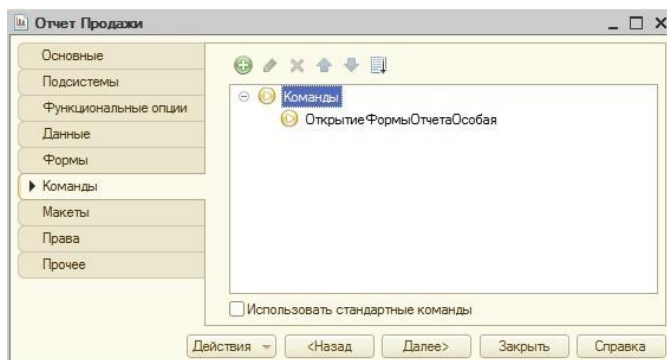 Отчет Продажи
Основные
Подсистемы
Функциональные опции
Данные
Формы
Команды
Макеты
Права
Прочее
Команды
ОткрытиеФормыОтчетаОсобая
Использовать стандартные команды
Действия
<Назад
Далее>
Закрыть
Справка